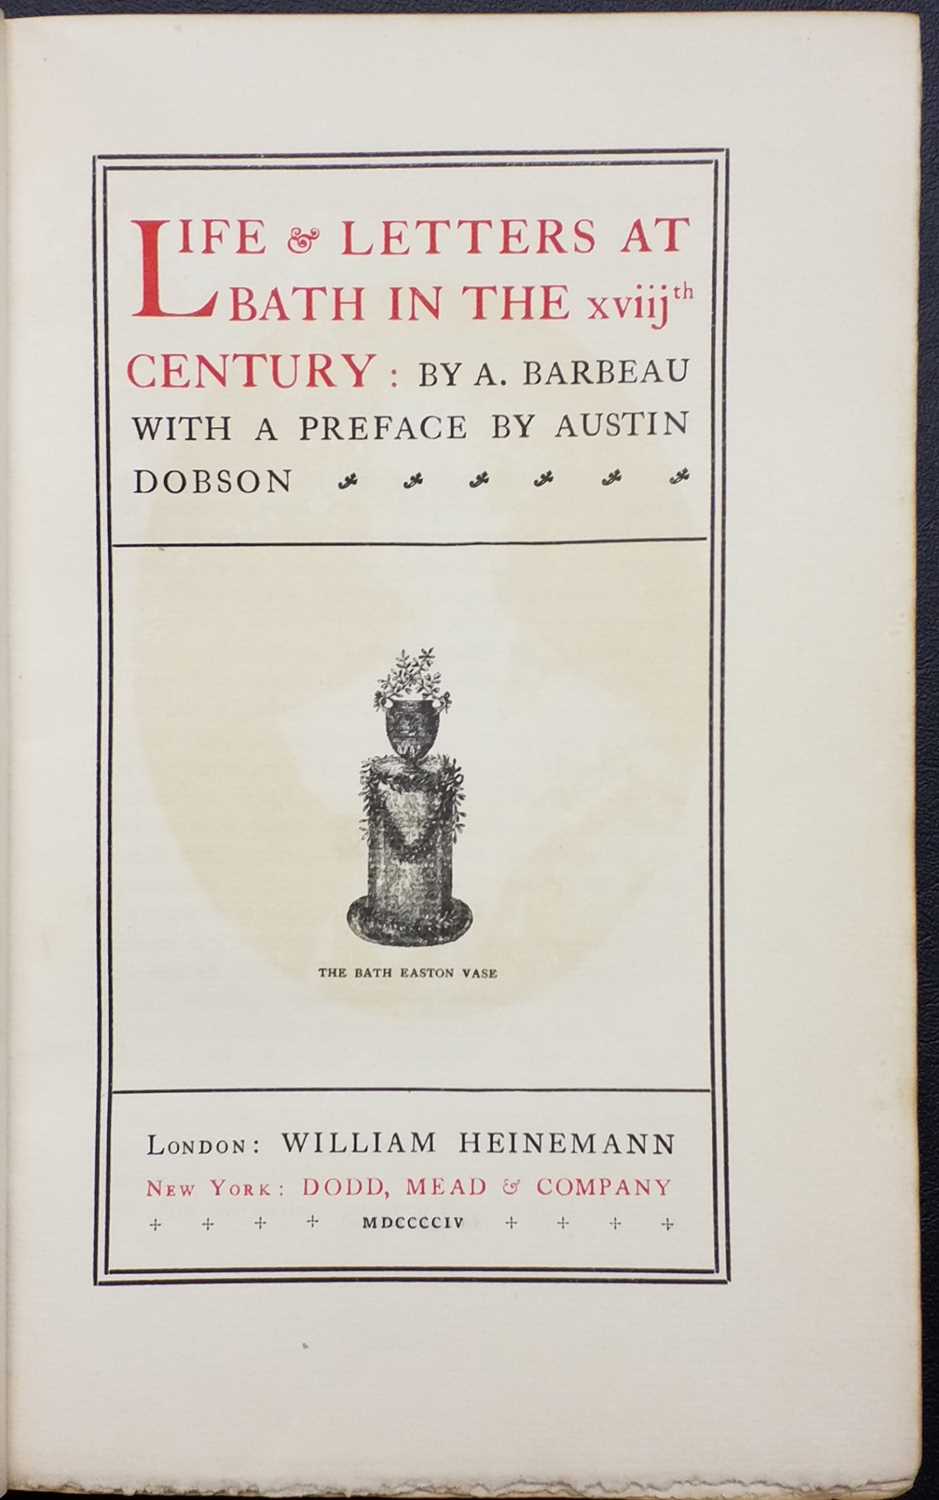 LIFE & LETTERS AT
BATH IN THE xviijth
CENTURY: BY A. BARBEAU
WITH A PREFACE BY AUSTIN
DOBSON
THE BATH EASTON VASE
LONDON: WILLIAM HEINEMANN
NEW YORK: DODD, MEAD & COMPANY
MDCCCCIV